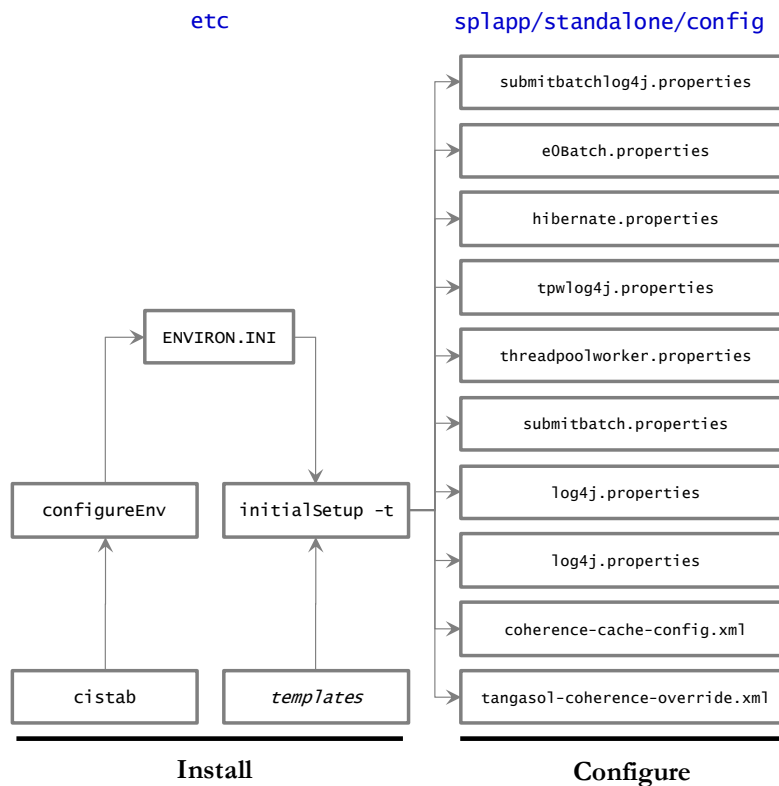 etc
splapp/standalone/config
submitbatchlog4j.properties
e0Batch.properties
hibernate.properties
tpwlog4j.properties
ENVIRON.INI
threadpoolworker.properties
submitbatch.properties
configureEnv
initialSetup -t
log4j.properties
log4j.properties
coherence-cache-config.xml
cistab
templates
tangasol-coherence-override.xml
Install
Configure